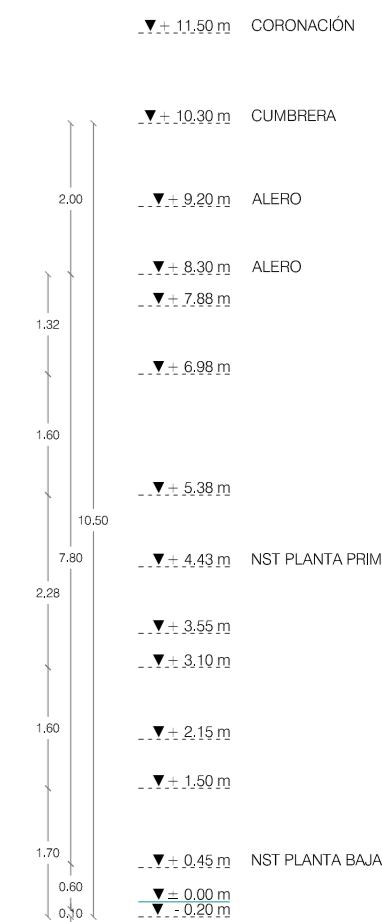 ▼+ 11.50 m CORONACIÓN
▼+ 10.30 m CUMBRERA
2.00
▼+ 9.20 m ALERO
▼+ 8.30 m ALERO
▼+ 7.88 m
1.32
▼+ 6.98 m
1.60
▼+ 5.38 m
10.50
7.80
▼+ 4.43 m NST PLANTA PRIM
2.28
▼+ 3.55 m
▼+ 3.10 m
1.60
▼+ 2.15 m
▼+ 1.50 m
1.70
▼+ 0.45 m NST PLANTA BAJA
0.60
▼± 0.00 m
0.10
▼ - 0.20 m